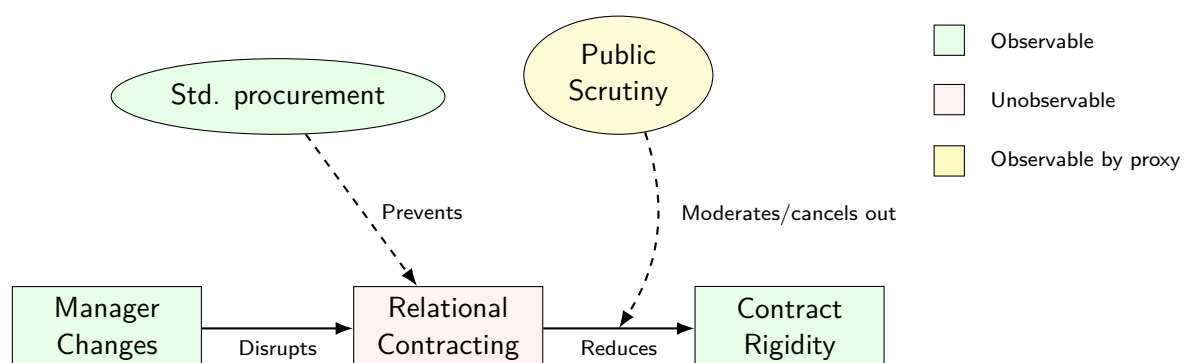 Public
Scrutiny
Std. procurement
Observable
Unobservable
Observable by proxy
Prevents
Moderates/cancels out
Manager
Changes
Disrupts
Relational
Contracting
Reduces
Contract
Rigidity